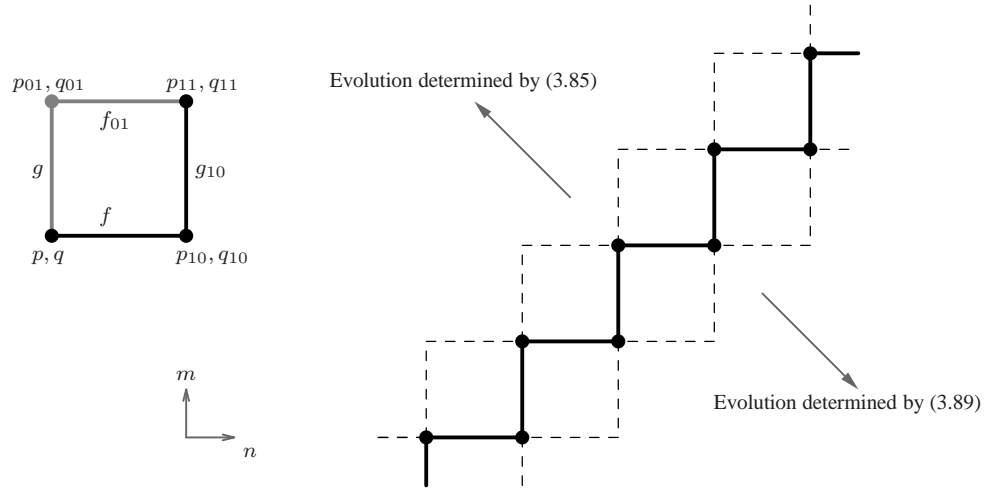 p01, q01 p11, q11
f01
g g10
f
p, q p10, q10
m
n
Evolution determined by (3.85)
Evolution determined by (3.89)